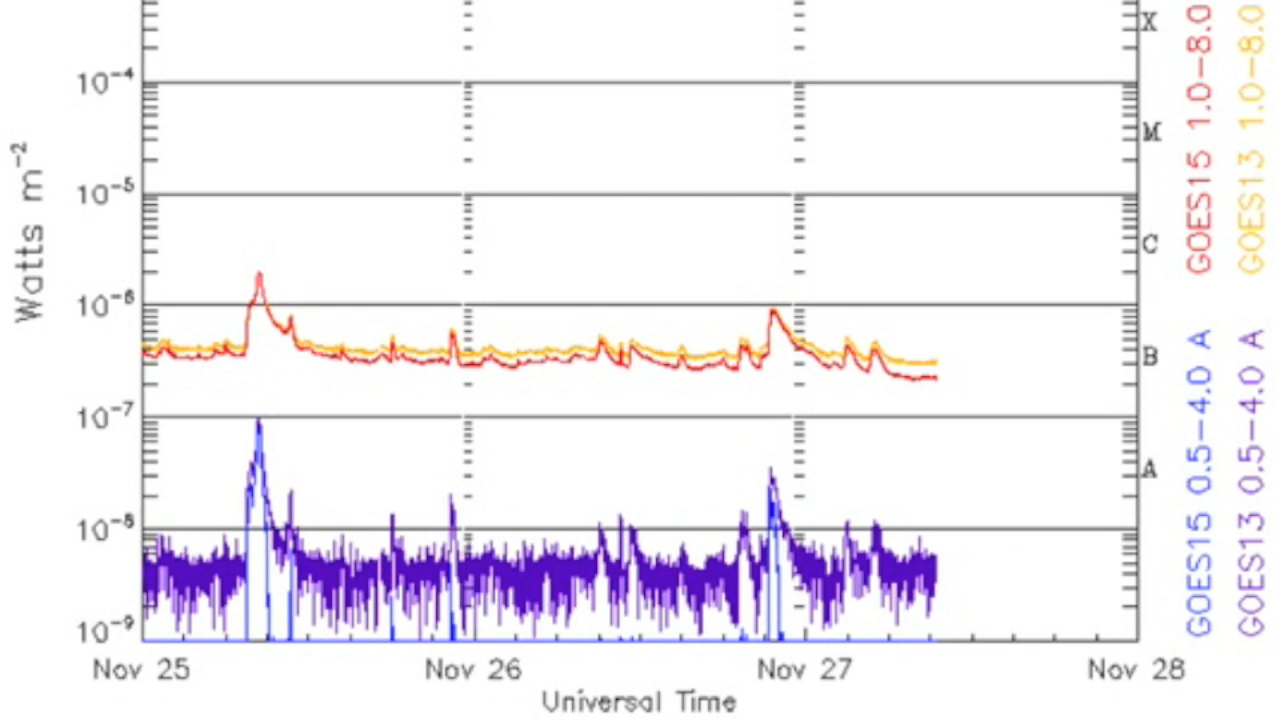 X
10⁻⁴
M
10⁻⁵
C
10⁻⁶
B
10⁻⁷
A
10⁻⁸
10⁻⁹
Watts m⁻²
Nov 25
Nov 26
Nov 27
Nov 28
Universal Time
GOES15 1.0-8.0
GOES13 1.0-8.0
GOES15 0.5-4.0 A
GOES13 0.5-4.0 A